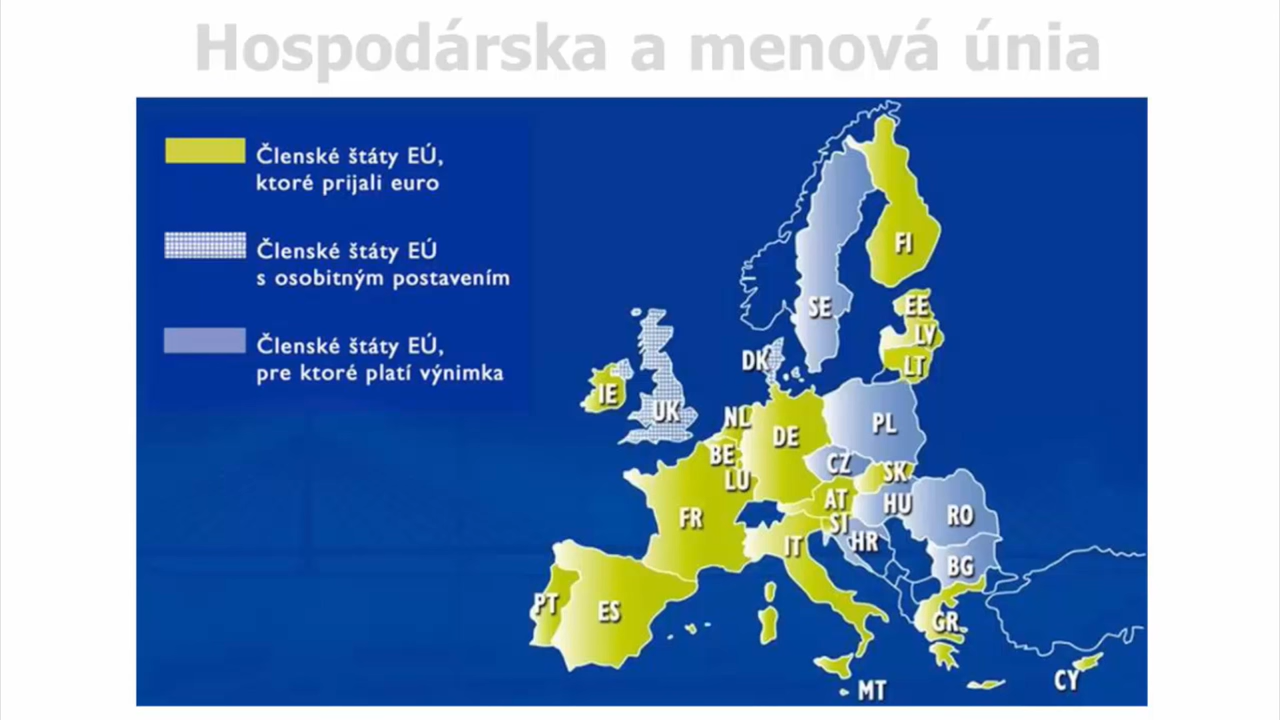 Hospodárska a menová únia
Členské štáty EÚ,
ktoré prijali euro
Členské štáty EÚ
s osobitným postavením
Členské štáty EÚ,
pre ktoré platí výnimka
FI
SE
EE
LV
LT
DK
IE
UK
NL
DE
PL
BE
LU
CZ
SK
AT
HU
SI
FR
RO
IT
HR
BG
PT
ES
GR
MT
CY